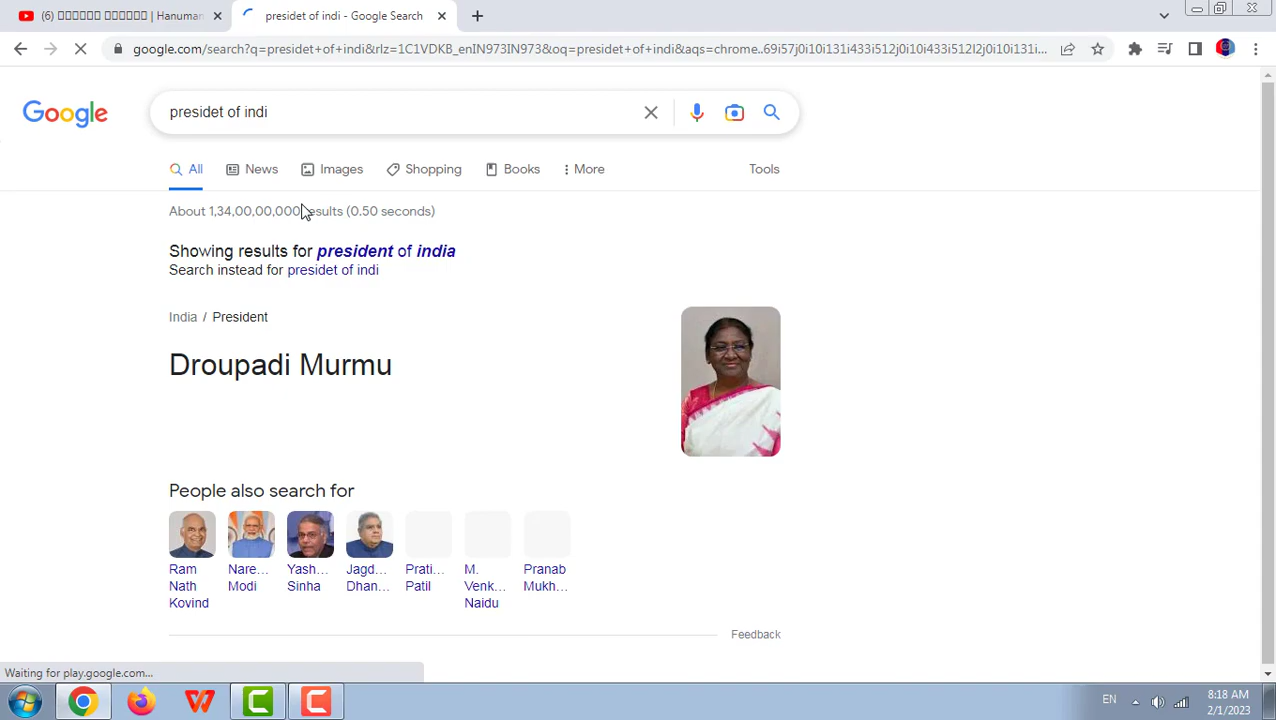 (6) | Hanuman
presidet of indi - Google Search
google.com/search?q=presidet+of+indi&rlz=1C1VDKB_enIN973IN973&oq=presidet+of+indi&aqs=chrome..69i57j0i10i131i433i512j0i10i433i512l2j0i10i131i...
Google
presidet of indi
All
News
Images
Shopping
Books
More
Tools
About 1,34,00,00,000 results (0.50 seconds)
Showing results for president of india
Search instead for presidet of indi
India / President
Droupadi Murmu
People also search for
Ram Nath Kovind
Nare... Modi
Yash... Sinha
Jagd... Dhan...
Prati... Patil
M. Venk... Naidu
Pranab Mukh...
Feedback
Waiting for play.google.com...
EN
8:18 AM
2/1/2023